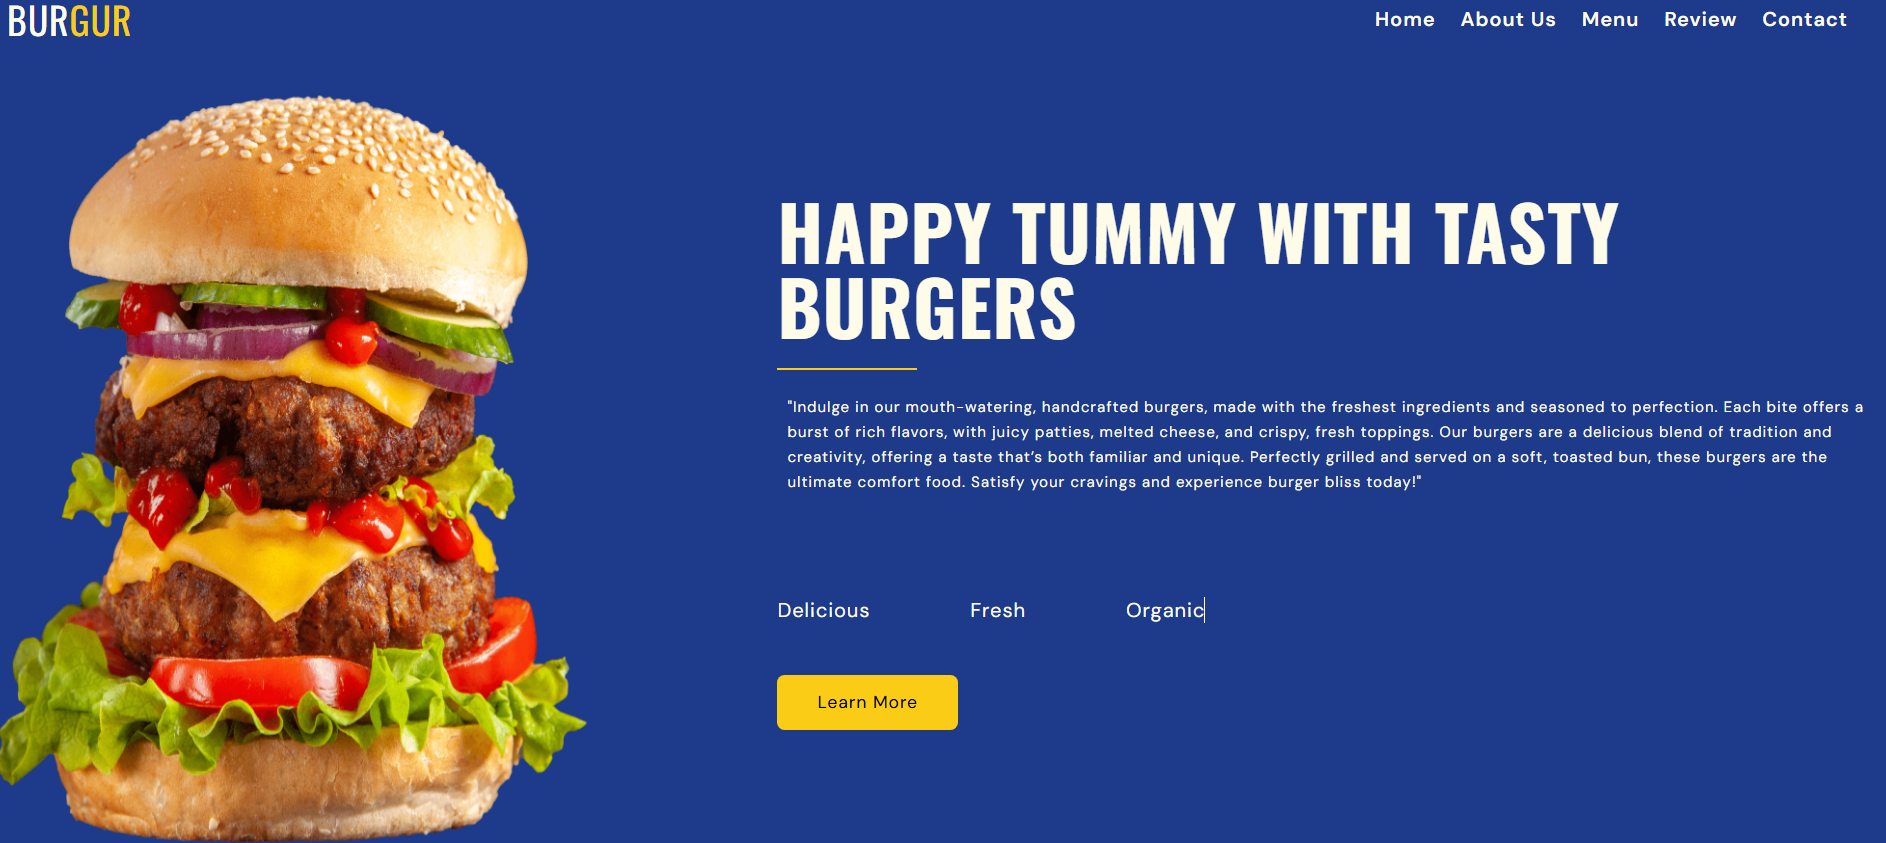 BURGUR
Home About Us Menu Review Contact
HAPPY TUMMY WITH TASTY
BURGERS
"Indulge in our mouth-watering, handcrafted burgers, made with the freshest ingredients and seasoned to perfection. Each bite offers a
burst of rich flavors, with juicy patties, melted cheese, and crispy, fresh toppings. Our burgers are a delicious blend of tradition and
creativity, offering a taste that's both familiar and unique. Perfectly grilled and served on a soft, toasted bun, these burgers are the
ultimate comfort food. Satisfy your cravings and experience burger bliss today!"
Delicious Fresh Organic
Learn More